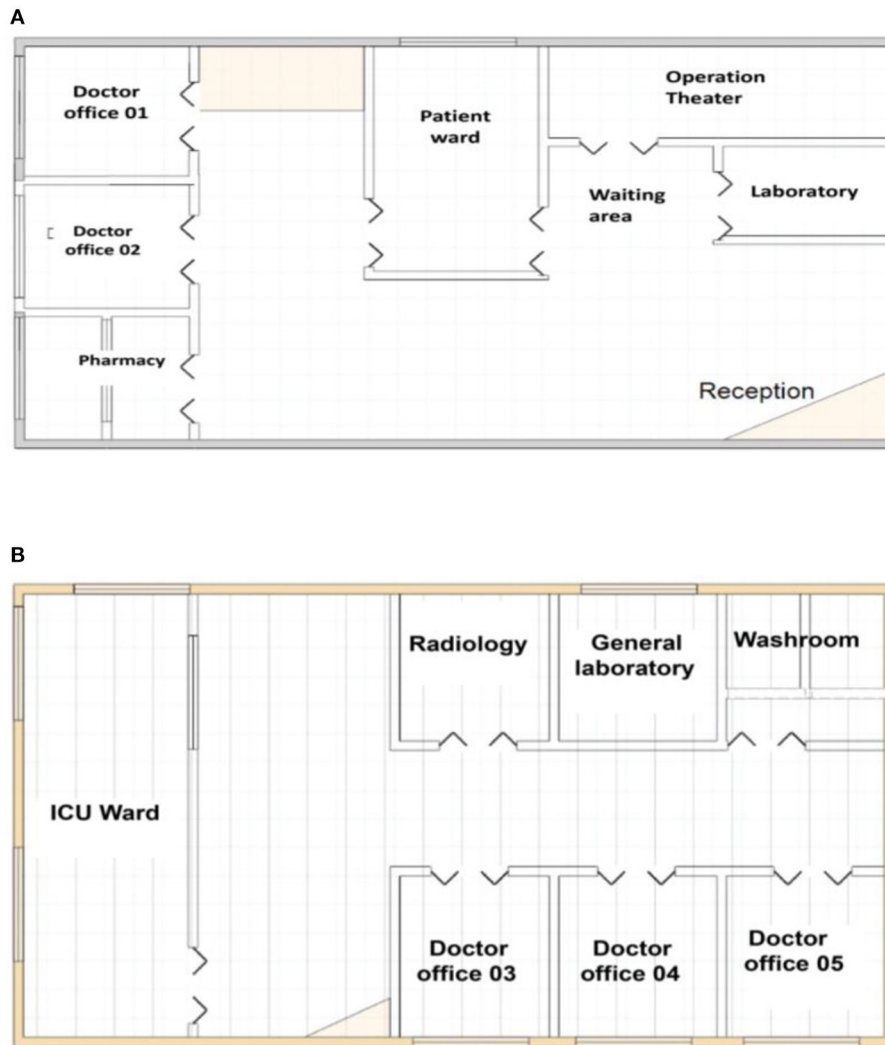 A
Doctor
office 01
Patient
ward
Operation
Theater
Doctor
office 02
Waiting
area
Laboratory
Pharmacy
Reception
B
Radiology
General
laboratory
Washroom
ICU Ward
Doctor
office 03
Doctor
office 04
Doctor
office 05